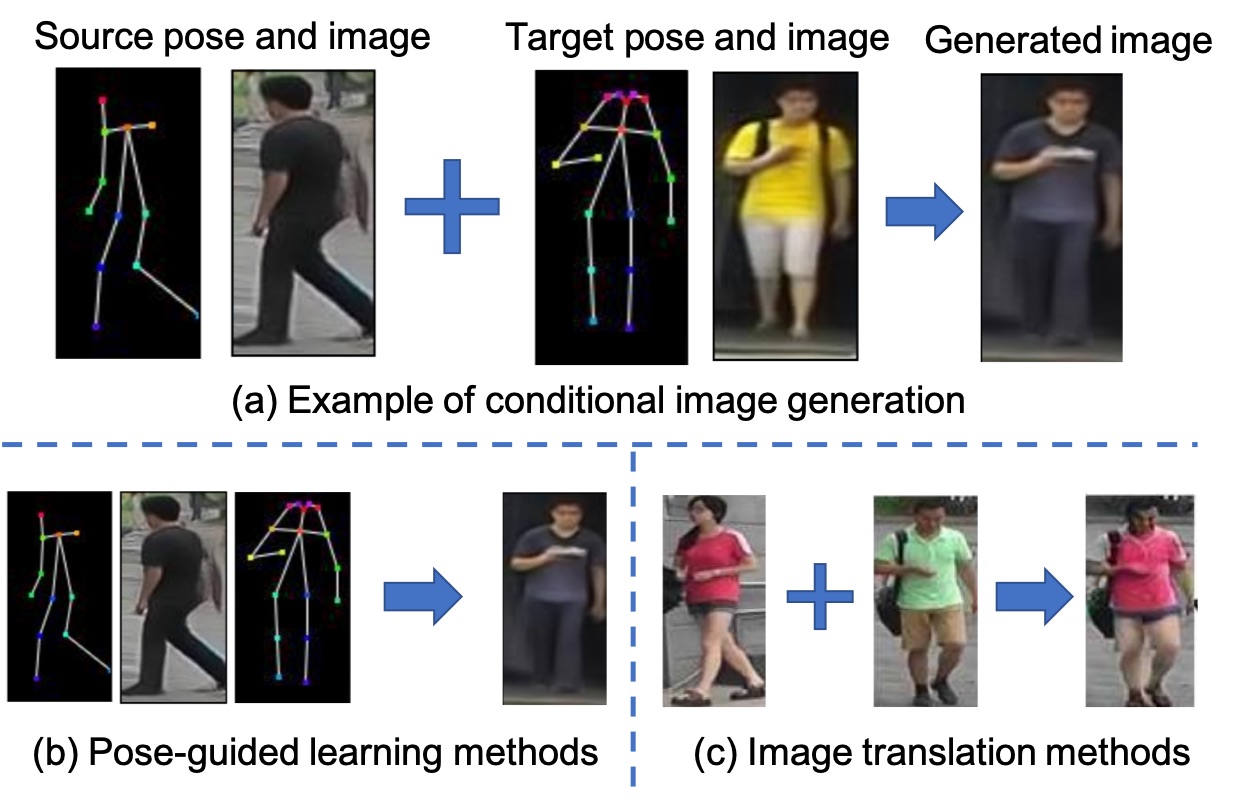 Source pose and image
Target pose and image
Generated image
(a) Example of conditional image generation
(b) Pose-guided learning methods
(c) Image translation methods